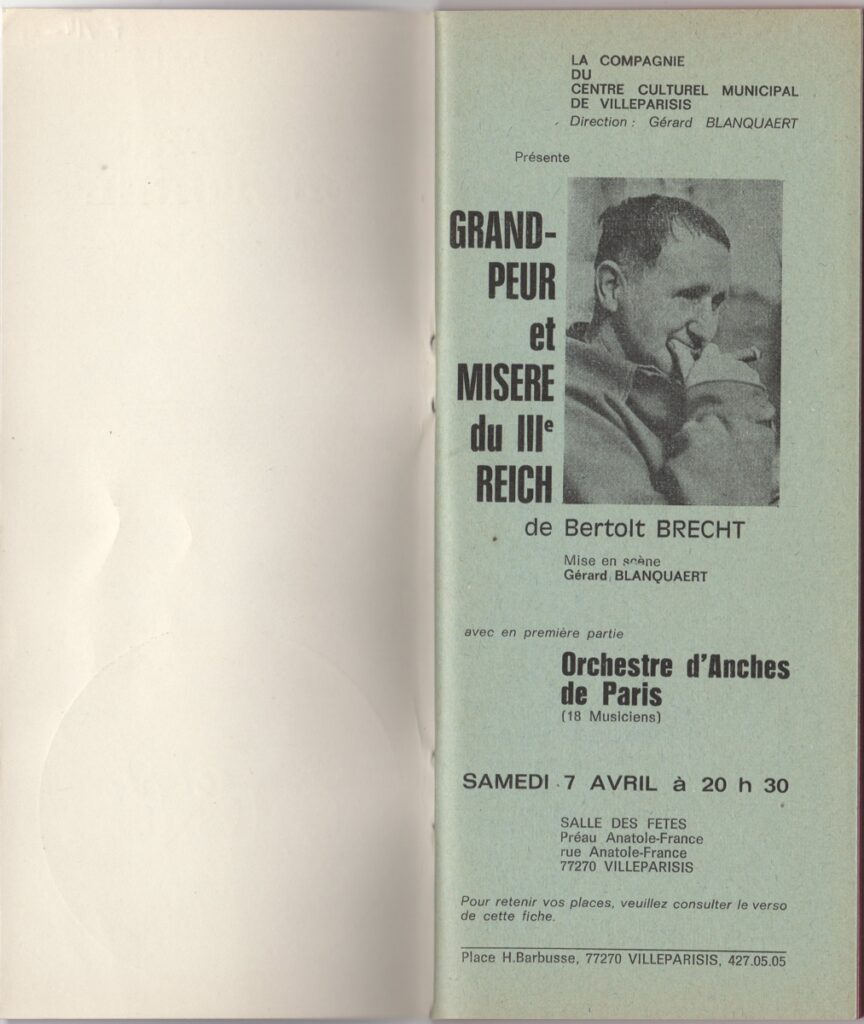 LA COMPAGNIE
DU
CENTRE CULTUREL MUNICIPAL
DE VILLEPARISIS
Direction : Gérard BLANQUAERT
Présente
GRAND-
PEUR
et
MISERE
du IIIe
REICH
de Bertolt BRECHT
Mise en scène
Gérard BLANQUAERT
avec en première partie
Orchestre d'Anches
de Paris
(18 Musiciens)
SAMEDI 7 AVRIL à 20 h 30
SALLE DES FETES
Préau Anatole-France
rue Anatole-France
77270 VILLEPARISIS
Pour retenir vos places, veuillez consulter le verso
de cette fiche.
Place H.Barbusse, 77270 VILLEPARISIS, 427.05.05